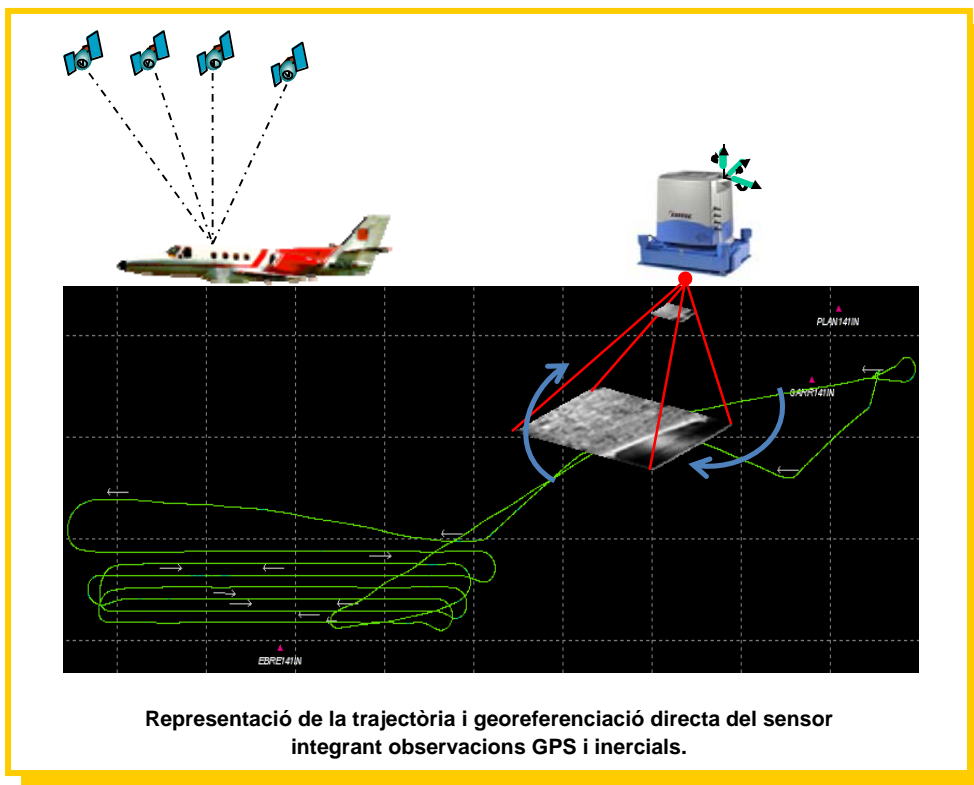 PLAN141IN
GARR141IN
EBRE141IN
Representació de la trajectòria i georeferenciació directa del sensor
integrant observacions GPS i inercials.